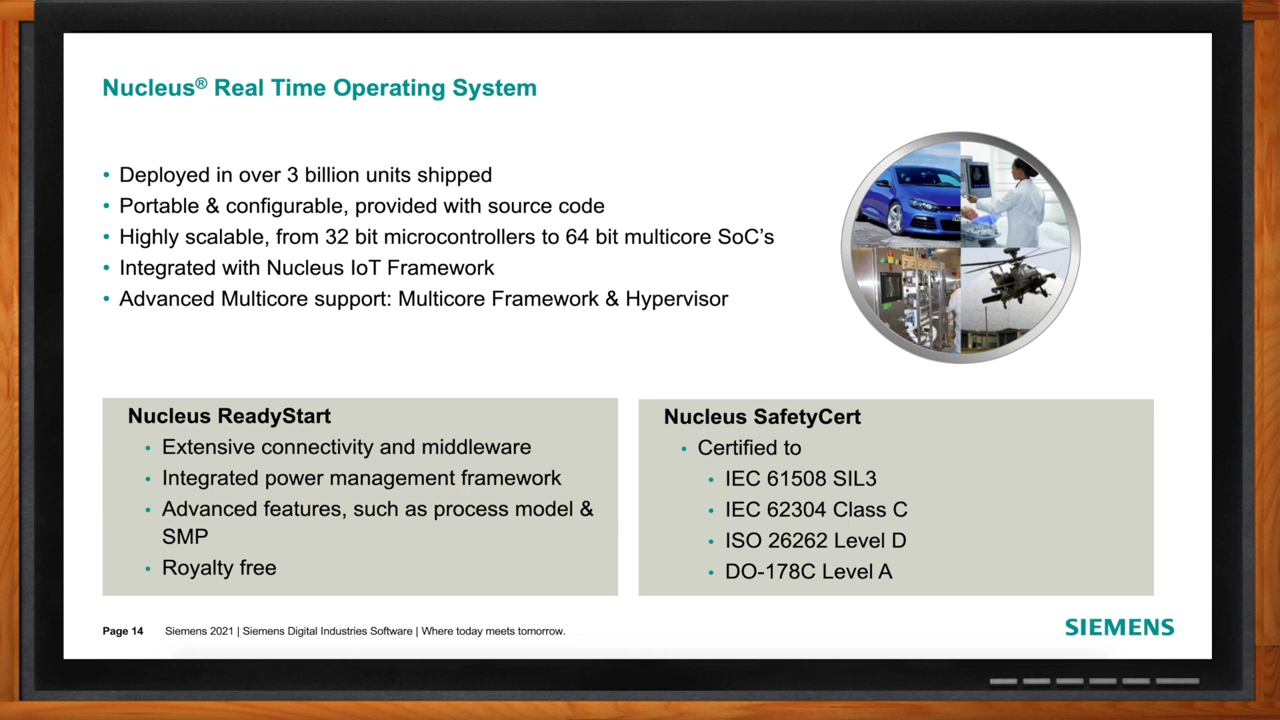 Nucleus® Real Time Operating System
• Deployed in over 3 billion units shipped
• Portable & configurable, provided with source code
• Highly scalable, from 32 bit microcontrollers to 64 bit multicore SoC’s
• Integrated with Nucleus IoT Framework
• Advanced Multicore support: Multicore Framework & Hypervisor
Nucleus ReadyStart
• Extensive connectivity and middleware
• Integrated power management framework
• Advanced features, such as process model &
SMP
• Royalty free
Nucleus SafetyCert
• Certified to
• IEC 61508 SIL3
• IEC 62304 Class C
• ISO 26262 Level D
• DO-178C Level A
Page 14 Siemens 2021 | Siemens Digital Industries Software | Where today meets tomorrow.
SIEMENS